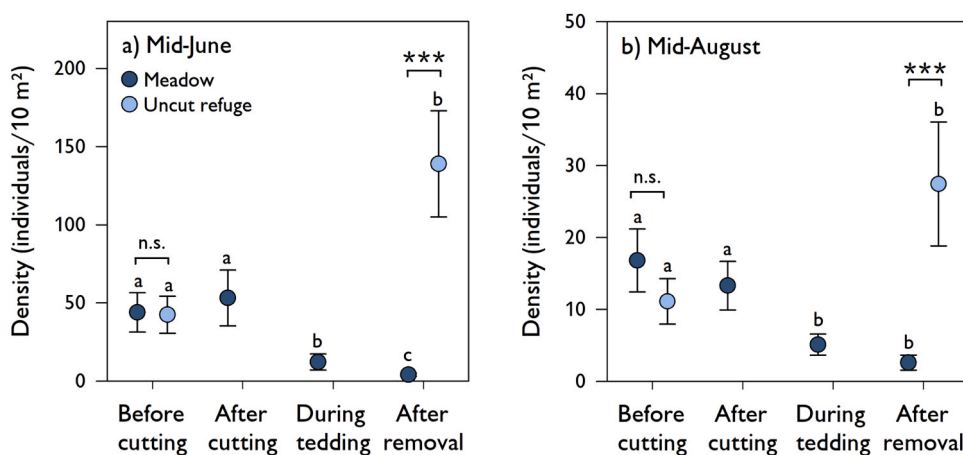 a) Mid-June
Meadow
Uncut refuge
Density (individuals/10 m²)
200
150
100
50
0
n.s.
a
a
a
b
c
b
***
Before cutting
After cutting
During tedding
After removal
b) Mid-August
Density (individuals/10 m²)
50
40
30
20
10
0
n.s.
a
a
a
b
b
b
***
Before cutting
After cutting
During tedding
After removal